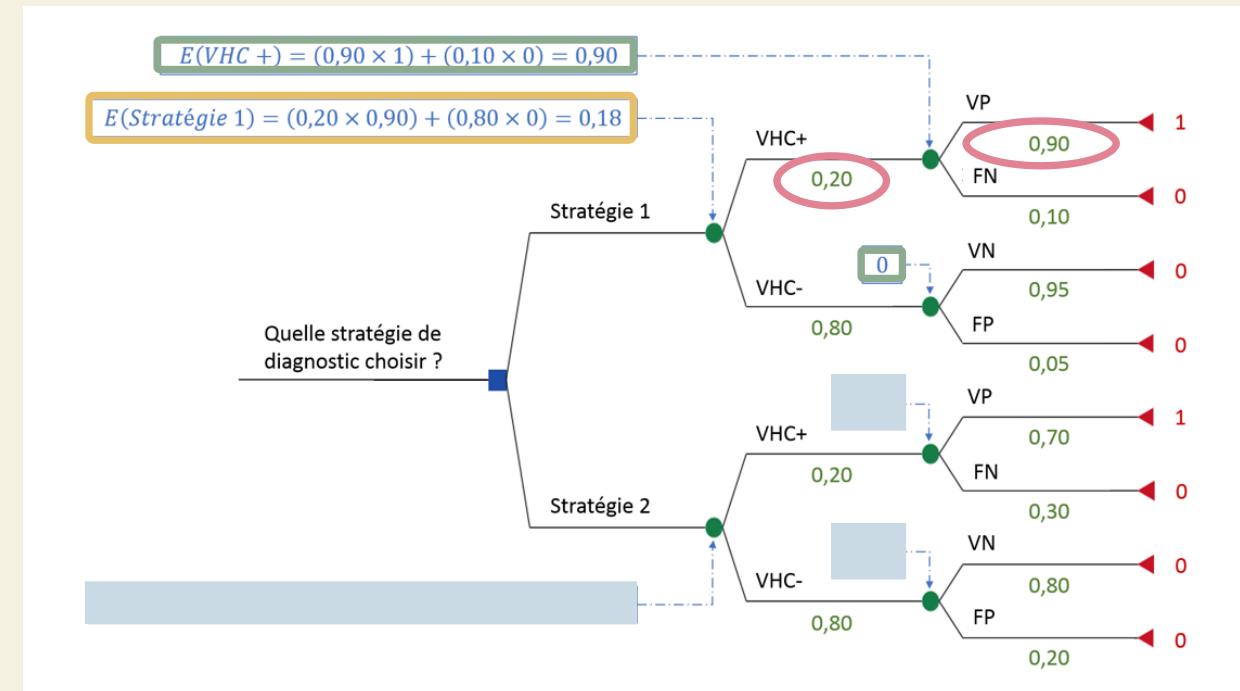 E(VHC +) = (0,90 × 1) + (0,10 × 0) = 0,90
E(Stratégie 1) = (0,20 × 0,90) + (0,80 × 0) = 0,18
VP
1
VHC+
0,90
0,20
FN
0
Stratégie 1
0,10
VN
0
0
VHC-
0,95
0,80
FP
Quelle stratégie de
diagnostic choisir ?
0
0,05
VP
1
VHC+
0,70
0,20
FN
0
Stratégie 2
0,30
VN
0
VHC-
0,80
0,80
FP
0
0,20